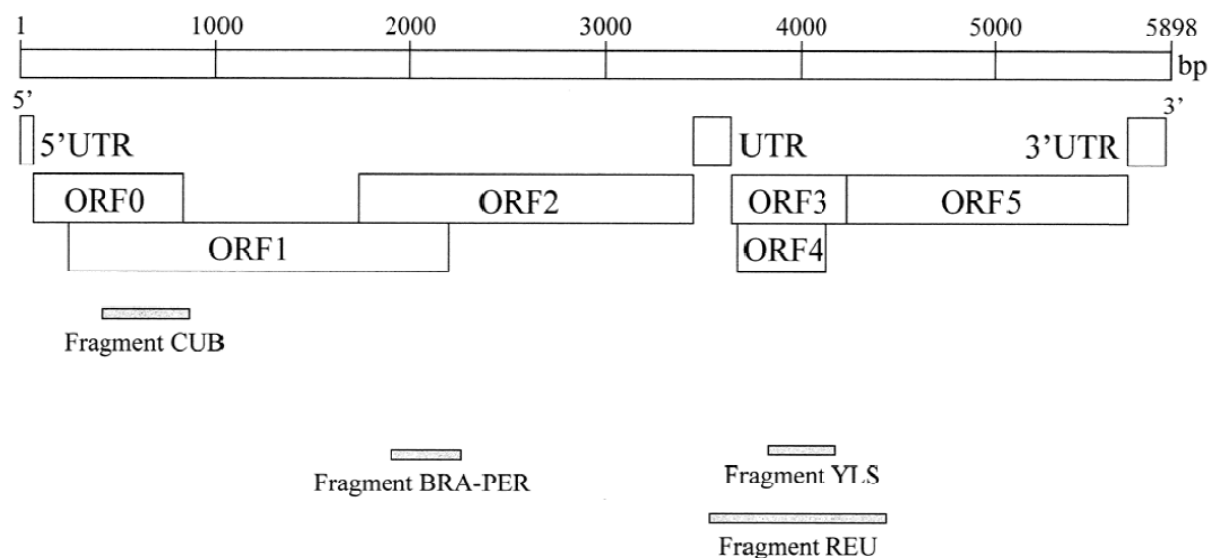 1 1000 2000 3000 4000 5000 5898
bp
5' 3'
5'UTR UTR 3'UTR
ORF0 ORF2 ORF3 ORF5
ORF1 ORF4
Fragment CUB
Fragment BRA-PER Fragment YLS
Fragment REU